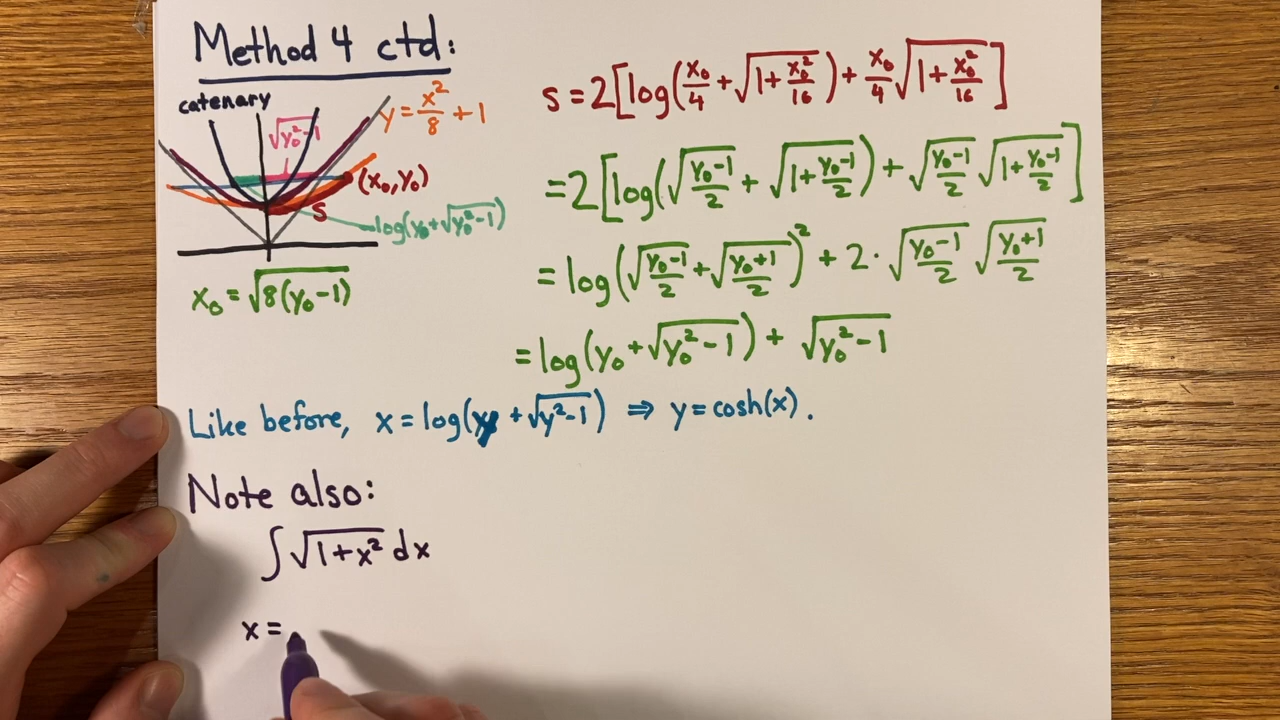 Method 4 ctd:
catenary
y = x²/8 + 1
√(y₀²-1)
(x₀,y₀)
s
log(y₀+√(y₀²-1))
x₀ = √(8(y₀-1))
s = 2[log(x₀/4 + √(1+x₀²/16)) + x₀/4 √(1+x₀²/16)]
= 2[log(√((y₀-1)/2) + √(1+(y₀-1)/2)) + √((y₀-1)/2) √(1+(y₀-1)/2)]
= log(√((y₀-1)/2) + √((y₀+1)/2))² + 2·√((y₀-1)/2) √((y₀+1)/2)
= log(y₀+√(y₀²-1)) + √(y₀²-1)
Like before, x = log(y + √(y²-1)) ⇒ y = cosh(x).
Note also:
∫√(1+x²) dx
x =